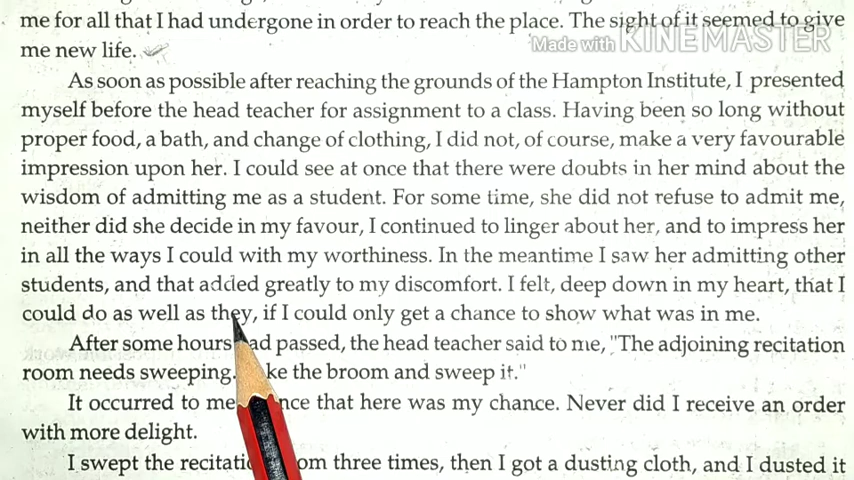 me for all that I had undergone in order to reach the place. The sight of it seemed to give
me new life.
Made with KINEMASTER
As soon as possible after reaching the grounds of the Hampton Institute, I presented
myself before the head teacher for assignment to a class. Having been so long without
proper food, a bath, and change of clothing, I did not, of course, make a very favourable
impression upon her. I could see at once that there were doubts in her mind about the
wisdom of admitting me as a student. For some time, she did not refuse to admit me,
neither did she decide in my favour, I continued to linger about her, and to impress her
in all the ways I could with my worthiness. In the meantime I saw her admitting other
students, and that added greatly to my discomfort. I felt, deep down in my heart, that I
could do as well as they, if I could only get a chance to show what was in me.
After some hours had passed, the head teacher said to me, "The adjoining recitation
room needs sweeping. ke the broom and sweep it."
It occurred to me nce that here was my chance. Never did I receive an order
with more delight.
I swept the recitati om three times, then I got a dusting cloth, and I dusted it